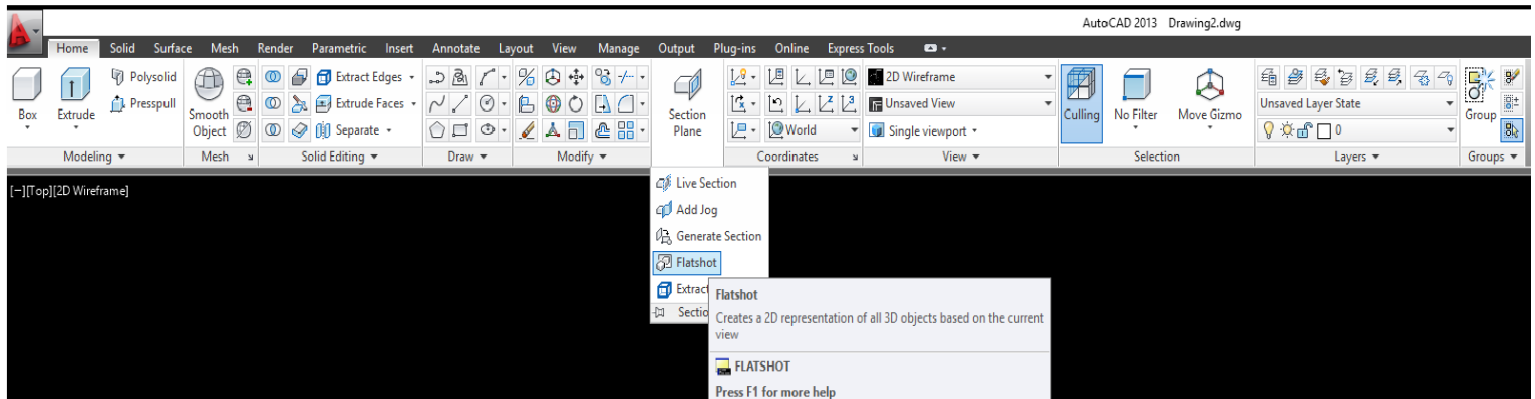 AutoCAD 2013 Drawing2.dwg
Home Solid Surface Mesh Render Parametric Insert Annotate Layout View Manage Output Plug-ins Online Express Tools
Box
Extrude
Polysolid
Presspull
Modeling
Smooth
Object
Mesh
Extract Edges
Extrude Faces
Separate
Solid Editing
Draw
Modify
Section
Plane
World
Coordinates
2D Wireframe
Unsaved View
Single viewport
View
Culling
No Filter
Move Gizmo
Selection
Unsaved Layer State
0
Layers
Group
Groups
[−][Top][2D Wireframe]
Live Section
Add Jog
Generate Section
Flatshot
Extract
Sectio
Flatshot
Creates a 2D representation of all 3D objects based on the current
view
FLATSHOT
Press F1 for more help